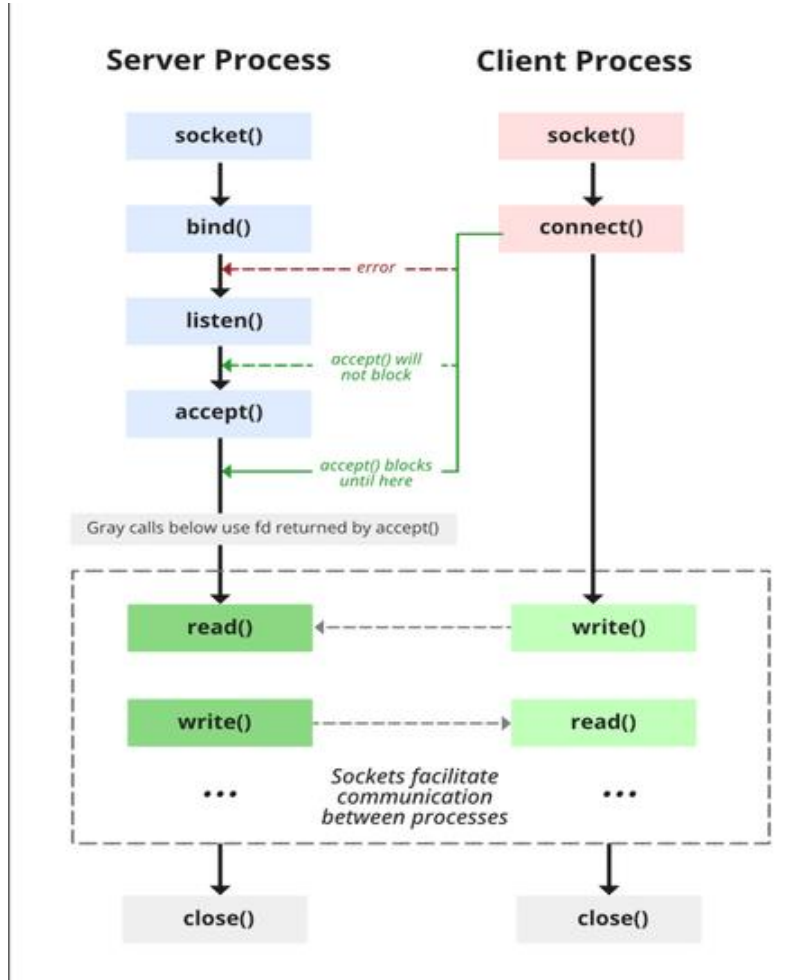 Server Process
Client Process
socket()
socket()
bind()
connect()
error
listen()
accept() will
not block
accept()
accept() blocks
until here
Gray calls below use fd returned by accept()
read()
write()
write()
read()
...
Sockets facilitate
communication
between processes
...
close()
close()